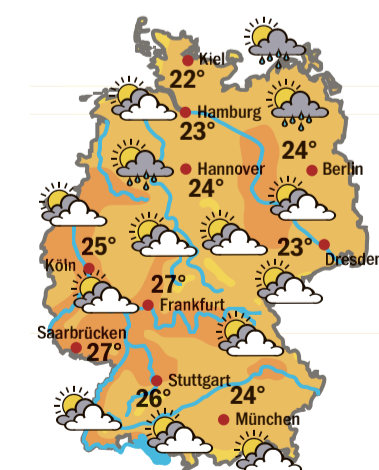 Kiel
22°
Hamburg
23°
24°
Hannover
Berlin
24°
25°
23°
Köln
Dresden
27°
Frankfurt
Saarbrücken
27°
Stuttgart
26°
24°
München